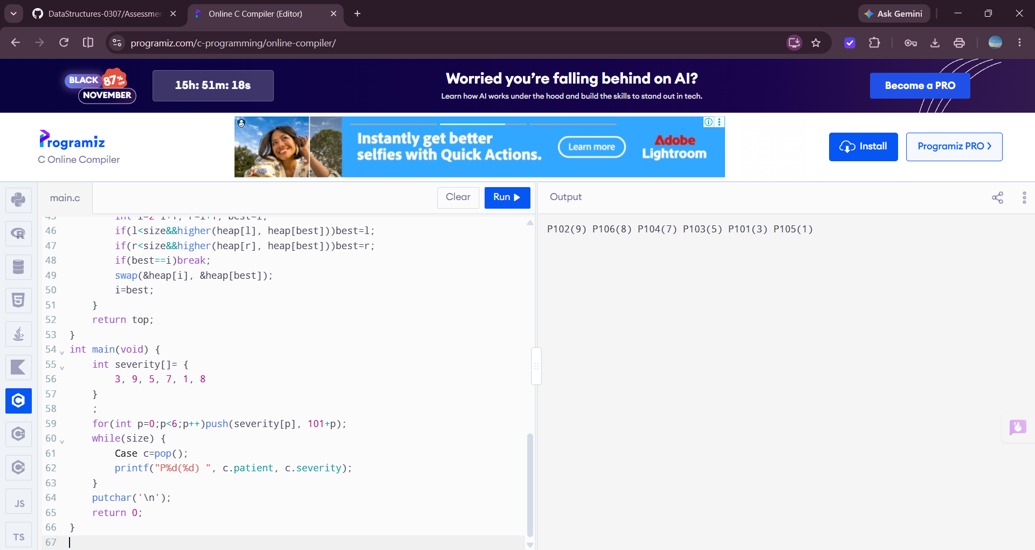 DataStructures-0307/Assessmen
Online C Compiler (Editor)
Ask Gemini
programiz.com/c-programming/online-compiler/
BLACK 87% NOVEMBER
15h: 51m: 18s
Worried you're falling behind on AI?
Learn how AI works under the hood and build the skills to stand out in tech.
Become a PRO
Programiz
C Online Compiler
Instantly get better
selfies with Quick Actions.
Learn more
Adobe
Lightroom
Install
Programiz PRO >
main.c
Clear
Run
Output
46 if(l<size&&higher(heap[l], heap[best]))best=l;
47 if(r<size&&higher(heap[r], heap[best]))best=r;
48 if(best==i)break;
49 swap(&heap[i], &heap[best]);
50 i=best;
51 }
52 return top;
53 }
54 int main(void) {
55 int severity[]= {
56 3, 9, 5, 7, 1, 8
57 }
58 ;
59 for(int p=0;p<6;p++)push(severity[p], 101+p);
60 while(size) {
61 Case c=pop();
62 printf("P%d(%d) ", c.patient, c.severity);
63 }
64 putchar('\n');
65 return 0;
66 }
67
P102(9) P106(8) P104(7) P103(5) P101(3) P105(1)
JS
TS